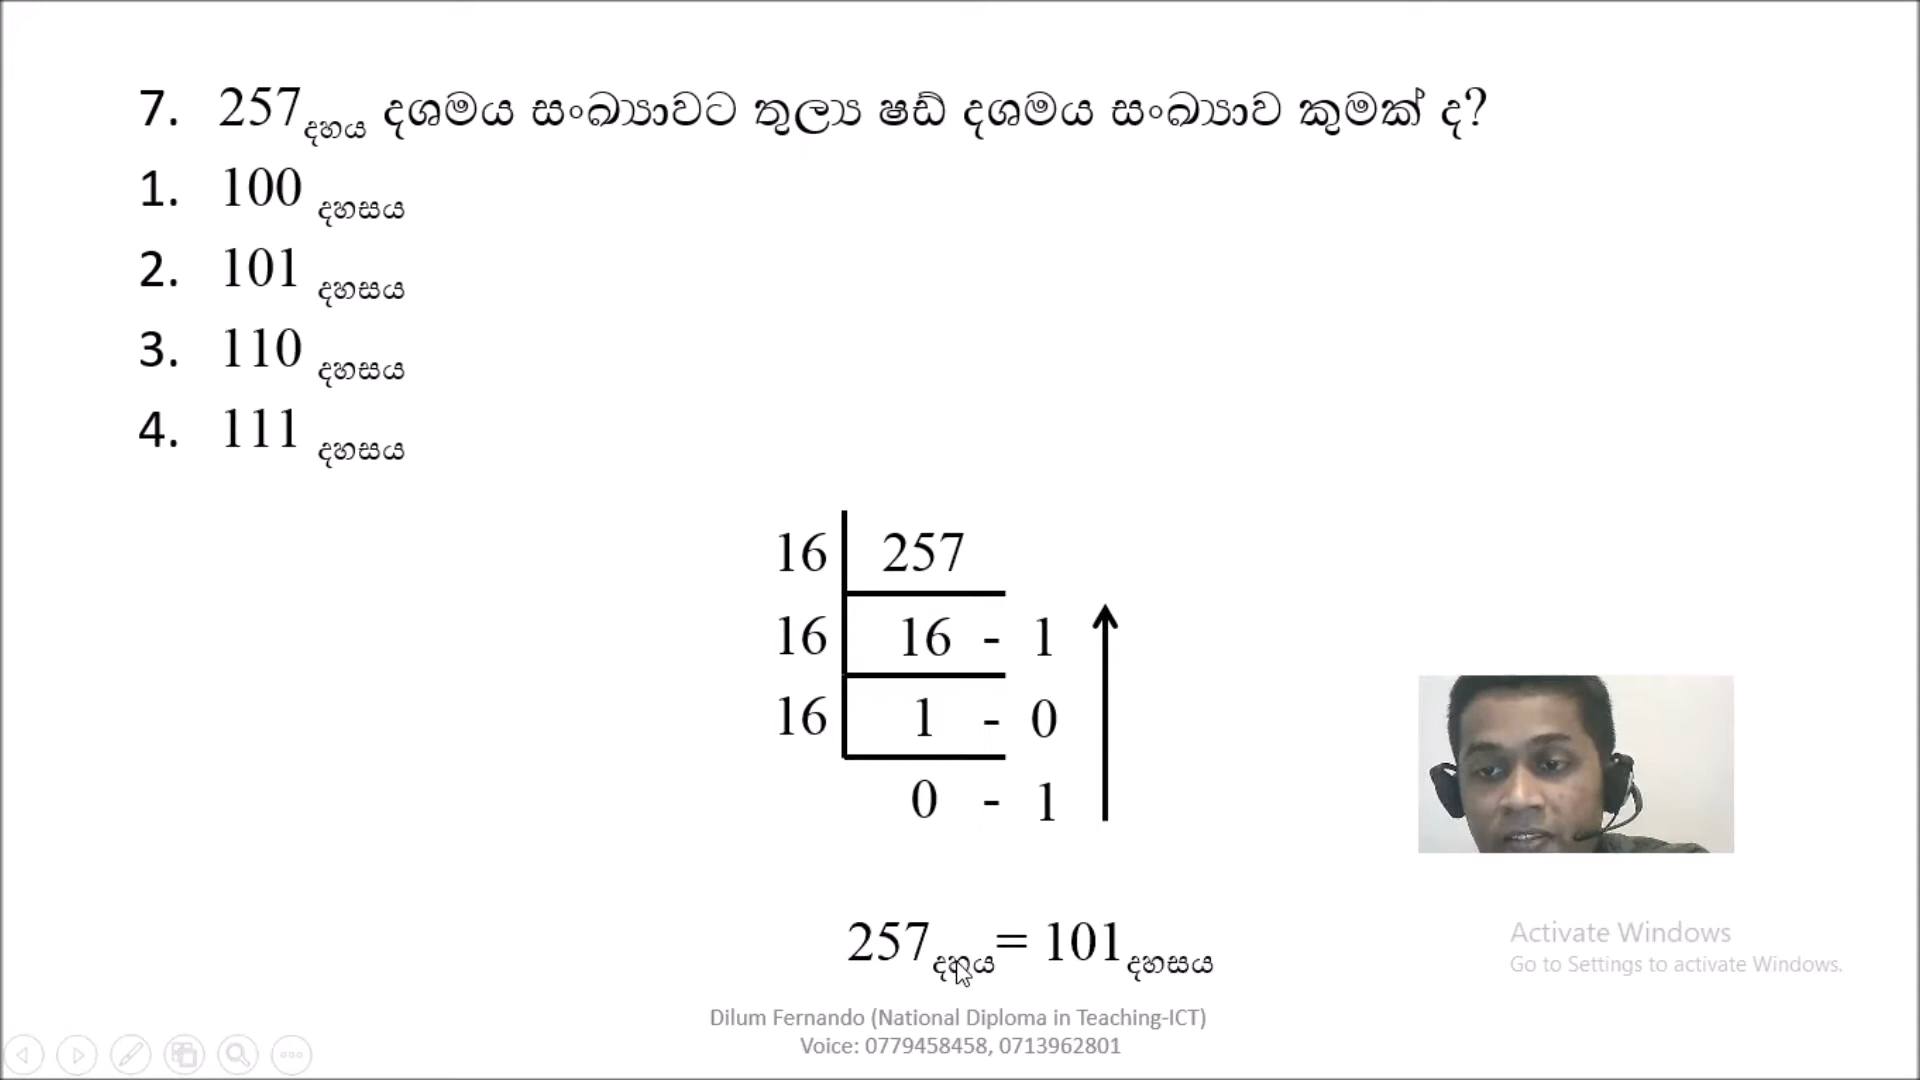 7. 257දහය දශමය සංඛ්‍යාවට තුල්‍ය ෂඩ් දශමය සංඛ්‍යාව කුමක් ද?
1. 100 දහසය
2. 101 දහසය
3. 110 දහසය
4. 111 දහසය
16 257
16 16 - 1
16 1 - 0
0 - 1
257දහය = 101දහසය
Activate Windows
Go to Settings to activate Windows.
Dilum Fernando (National Diploma in Teaching-ICT)
Voice: 0779458458, 0713962801